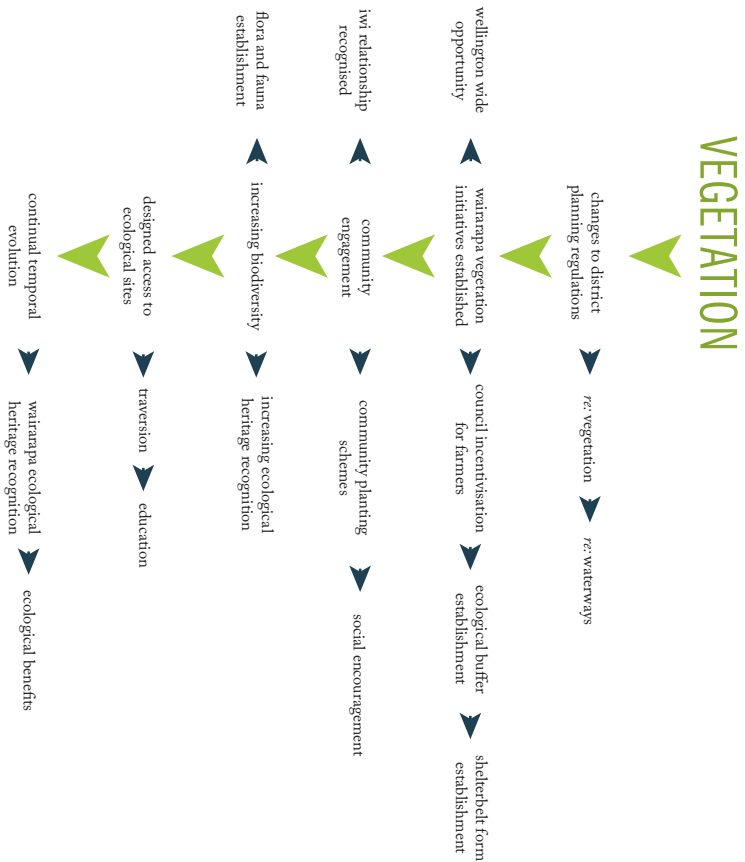 VEGETATION
changes to district
planning regulations
re: vegetation
re: waterways
wellington wide
opportunity
wairarapa vegetation
initiatives established
council incentivisation
for farmers
ecological buffer
establishment
shelterbelt form
establishment
iwi relationship
recognised
community
engagement
community planting
schemes
social encouragement
flora and fauna
establishment
increasing biodiversity
increasing ecological
heritage recognition
designed access to
ecological sites
traversion
education
continual temporal
evolution
wairarapa ecological
heritage recognition
ecological benefits